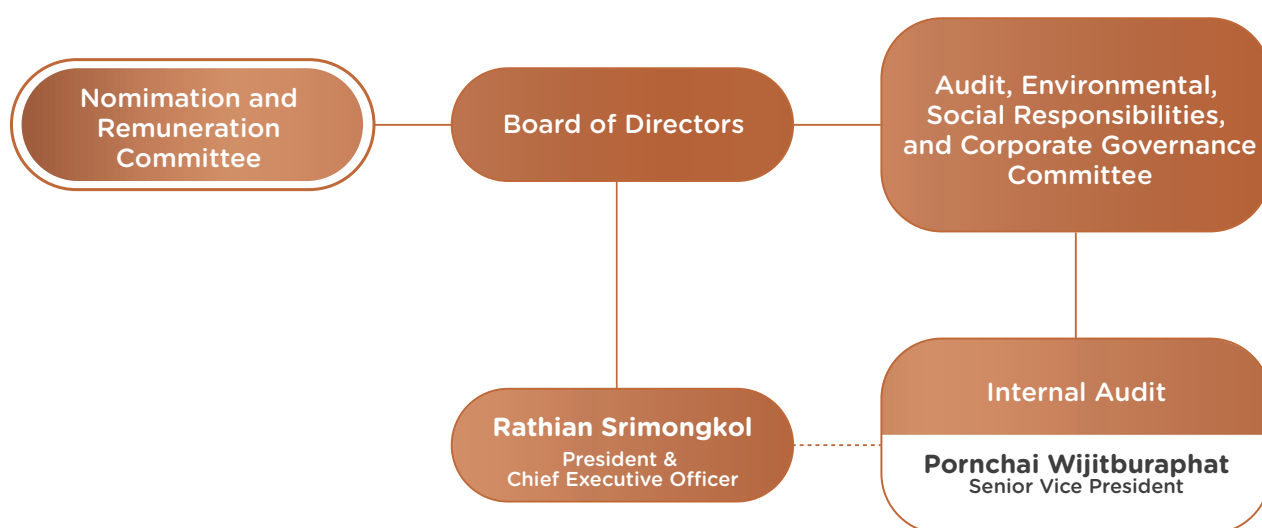 Nomimation and
Remuneration
Committee
Board of Directors
Audit, Environmental,
Social Responsibilities,
and Corporate Governance
Committee
Rathian Srimongkol
President &
Chief Executive Officer
Internal Audit
Pornchai Wijitburaphat
Senior Vice President